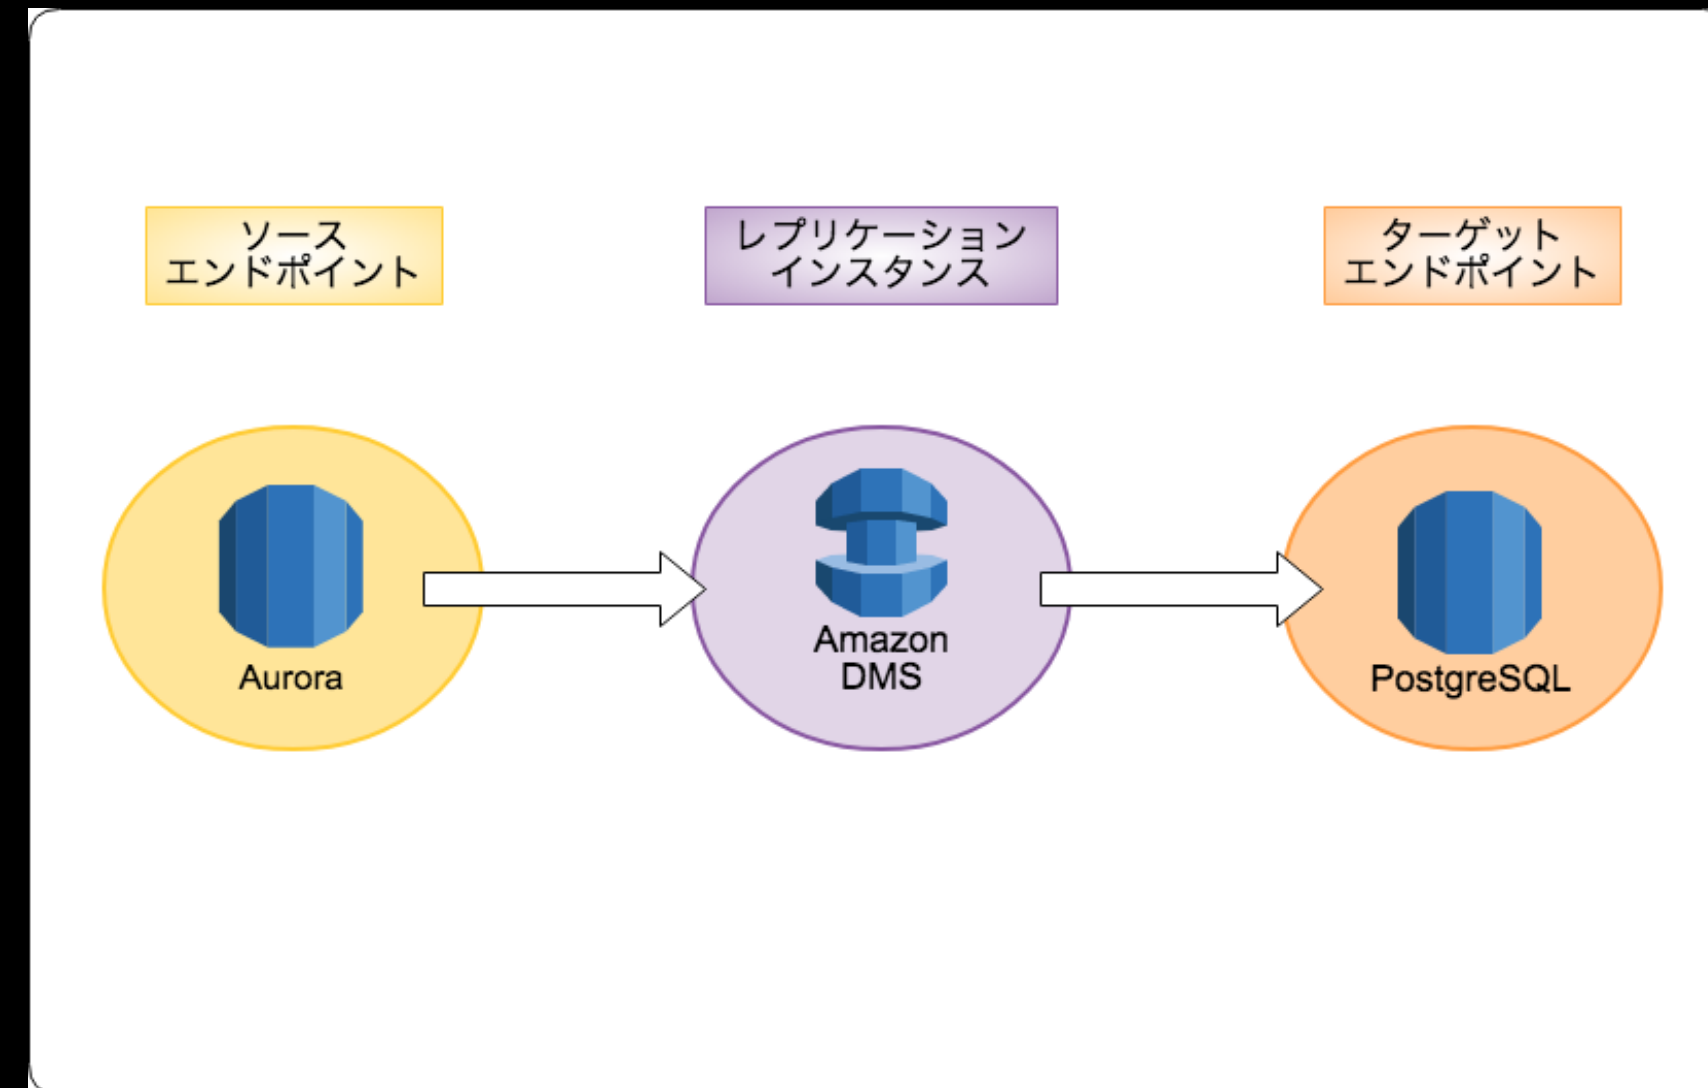 ソース
エンドポイント
レプリケーション
インスタンス
ターゲット
エンドポイント
Aurora
Amazon
DMS
PostgreSQL